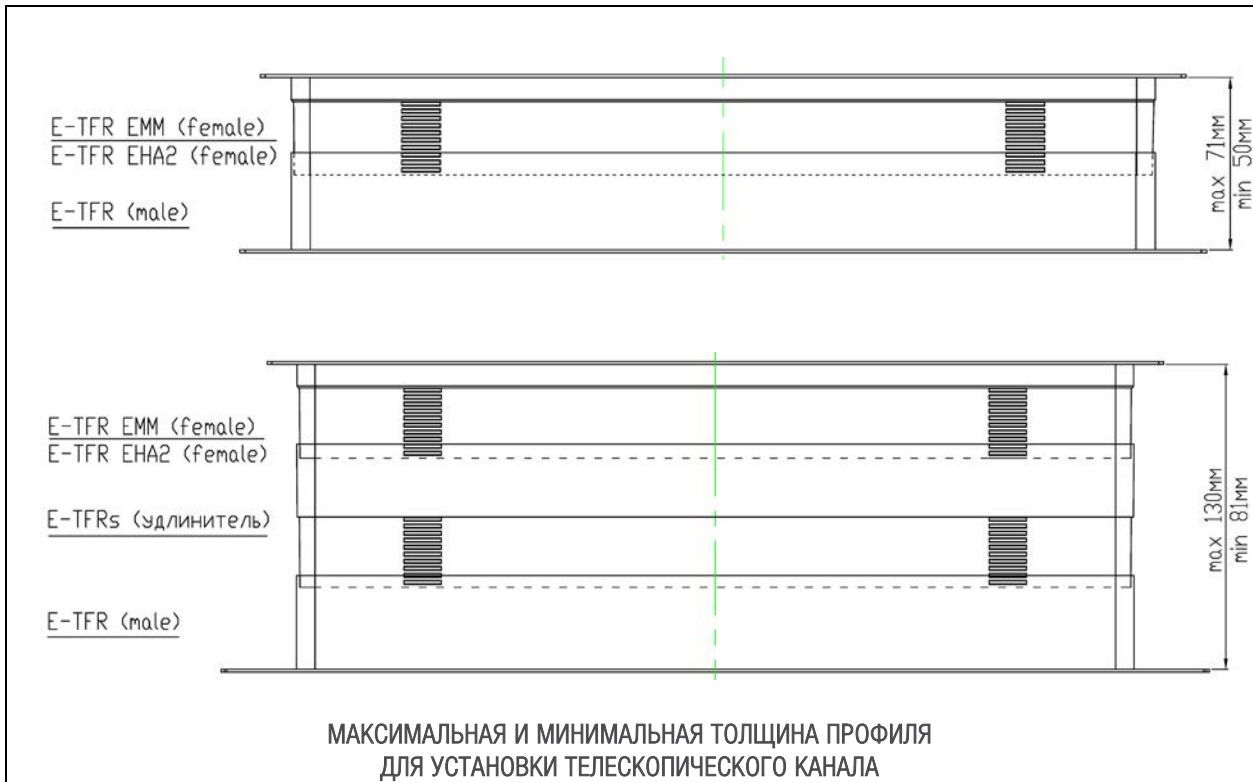 E-TFR EMM (female)
E-TFR EHA2 (female)
E-TFR (male)
max 71мм
min 50мм
E-TFR EMM (female)
E-TFR EHA2 (female)
E-TFRs (удлинитель)
E-TFR (male)
max 130мм
min 81мм
МАКСИМАЛЬНАЯ И МИНИМАЛЬНАЯ ТОЛЩИНА ПРОФИЛЯ
ДЛЯ УСТАНОВКИ ТЕЛЕСКОПИЧЕСКОГО КАНАЛА